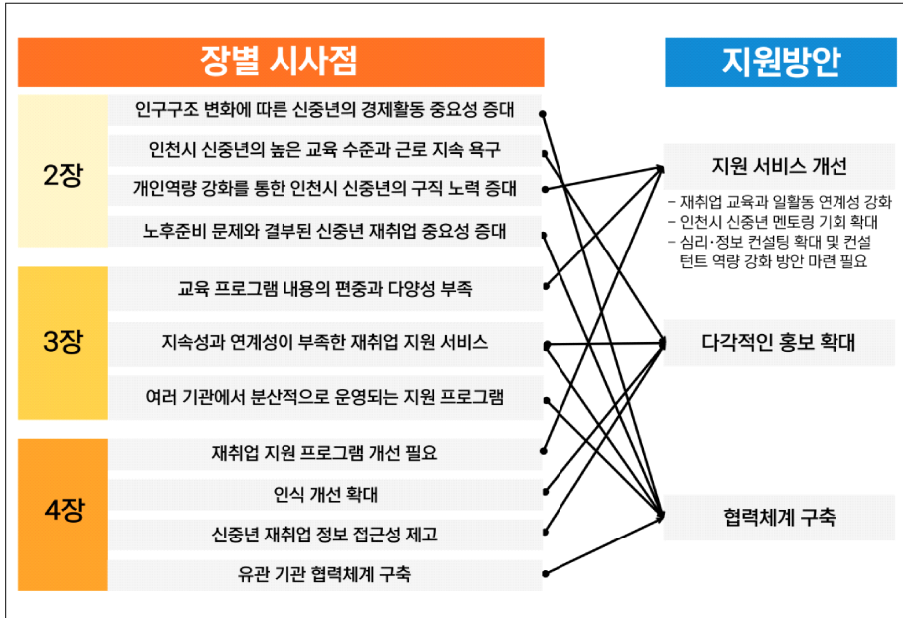 장별 시사점
지원방안
2장
인구구조 변화에 따른 신중년의 경제활동 중요성 증대
인천시 신중년의 높은 교육 수준과 근로 지속 욕구
개인역량 강화를 통한 인천시 신중년의 구직 노력 증대
노후준비 문제와 결부된 신중년 재취업 중요성 증대
3장
교육 프로그램 내용의 편중과 다양성 부족
지속성과 연계성이 부족한 재취업 지원 서비스
여러 기관에서 분산적으로 운영되는 지원 프로그램
4장
재취업 지원 프로그램 개선 필요
인식 개선 확대
신중년 재취업 정보 접근성 제고
유관 기관 협력체계 구축
지원 서비스 개선
- 재취업 교육과 일활동 연계성 강화
- 인천시 신중년 멘토링 기회 확대
- 심리·정보 컨설팅 확대 및 컨설
턴트 역량 강화 방안 마련 필요
다각적인 홍보 확대
협력체계 구축